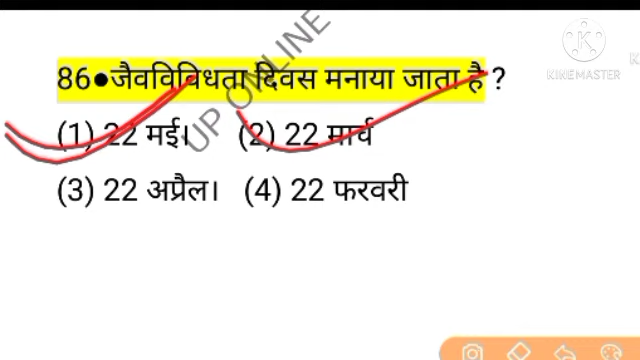 86●जैवविविधता दिवस मनाया जाता है ?
(1) 22 मई। (2) 22 मार्च
(3) 22 अप्रैल। (4) 22 फरवरी
UP ONLINE
KINEMASTER